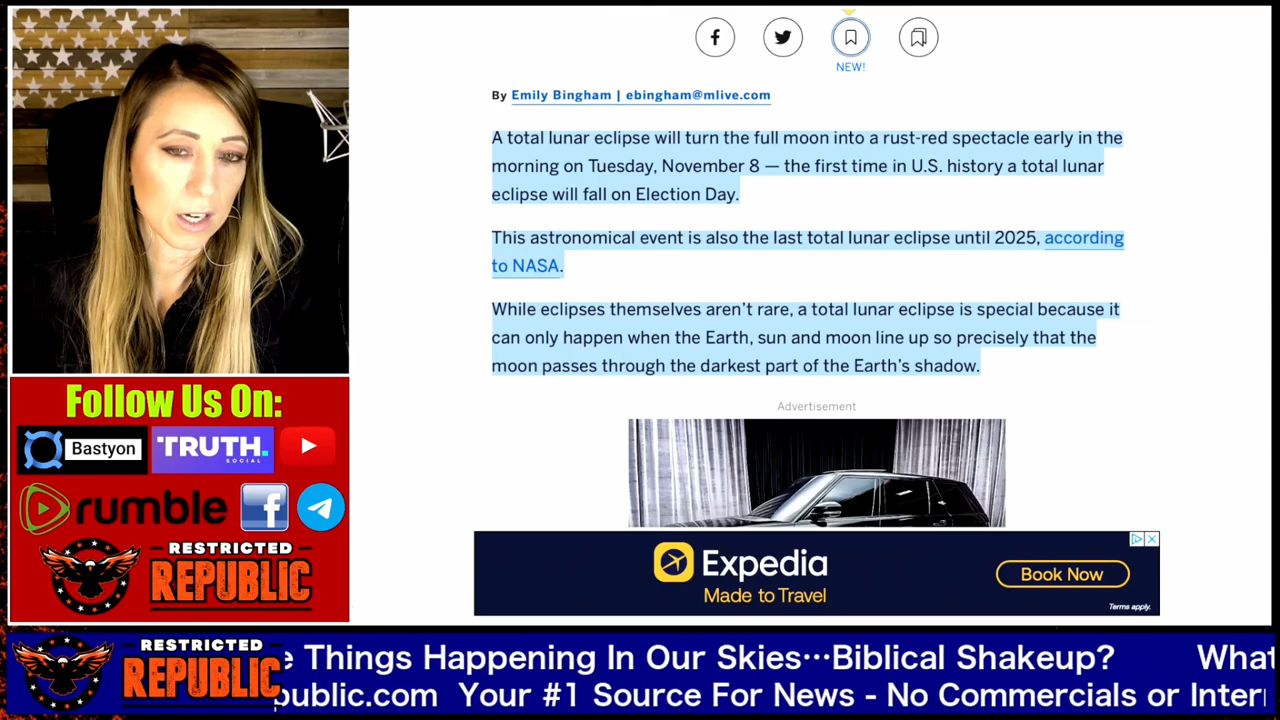 NEW!
By Emily Bingham | ebingham@mlive.com
A total lunar eclipse will turn the full moon into a rust-red spectacle early in the
morning on Tuesday, November 8 — the first time in U.S. history a total lunar
eclipse will fall on Election Day.
This astronomical event is also the last total lunar eclipse until 2025, according
to NASA.
While eclipses themselves aren’t rare, a total lunar eclipse is special because it
can only happen when the Earth, sun and moon line up so precisely that the
moon passes through the darkest part of the Earth’s shadow.
Advertisement
Expedia
Made to Travel
Book Now
Terms apply.
Follow Us On:
Bastyon
TRUTH.
SOCIAL
rumble
RESTRICTED
REPUBLIC
RESTRICTED
REPUBLIC
e Things Happening In Our Skies...Biblical Shakeup? What
public.com Your #1 Source For News - No Commercials or Inter